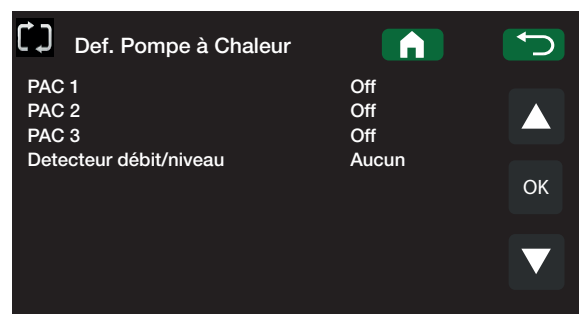 Def. Pompe à Chaleur
PAC 1 Off
PAC 2 Off
PAC 3 Off
Detecteur débit/niveau Aucun
OK